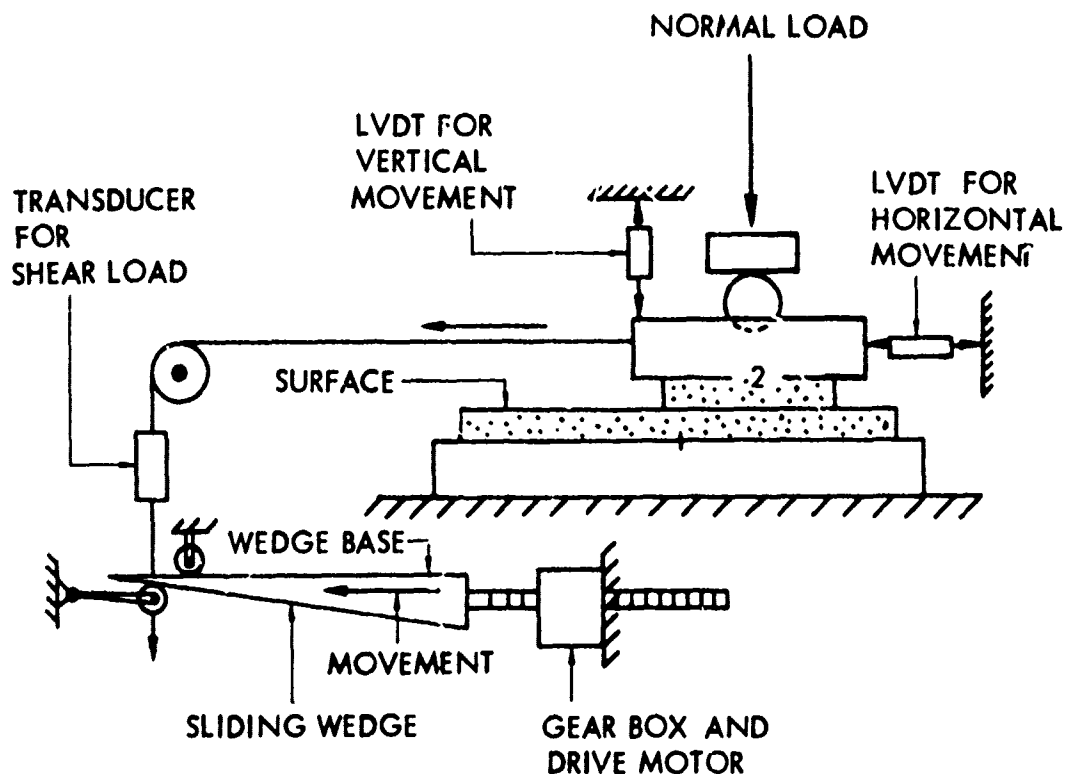 NORMAL LOAD
LVDT FOR
VERTICAL
MOVEMENT
LVDT FOR
HORIZONTAL
MOVEMENT
TRANSDUCER
FOR
SHEAR LOAD
2
SURFACE
WEDGE BASE
MOVEMENT
SLIDING WEDGE
GEAR BOX AND
DRIVE MOTOR